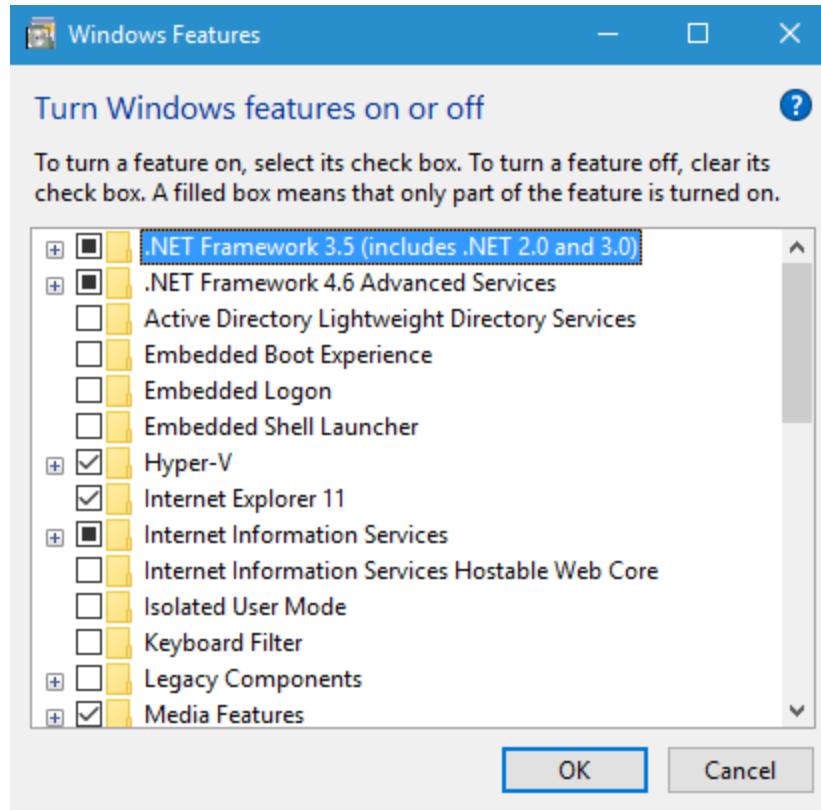 Windows Features
Turn Windows features on or off
?
To turn a feature on, select its check box. To turn a feature off, clear its
check box. A filled box means that only part of the feature is turned on.
.NET Framework 3.5 (includes .NET 2.0 and 3.0)
.NET Framework 4.6 Advanced Services
Active Directory Lightweight Directory Services
Embedded Boot Experience
Embedded Logon
Embedded Shell Launcher
Hyper-V
Internet Explorer 11
Internet Information Services
Internet Information Services Hostable Web Core
Isolated User Mode
Keyboard Filter
Legacy Components
Media Features
OK
Cancel